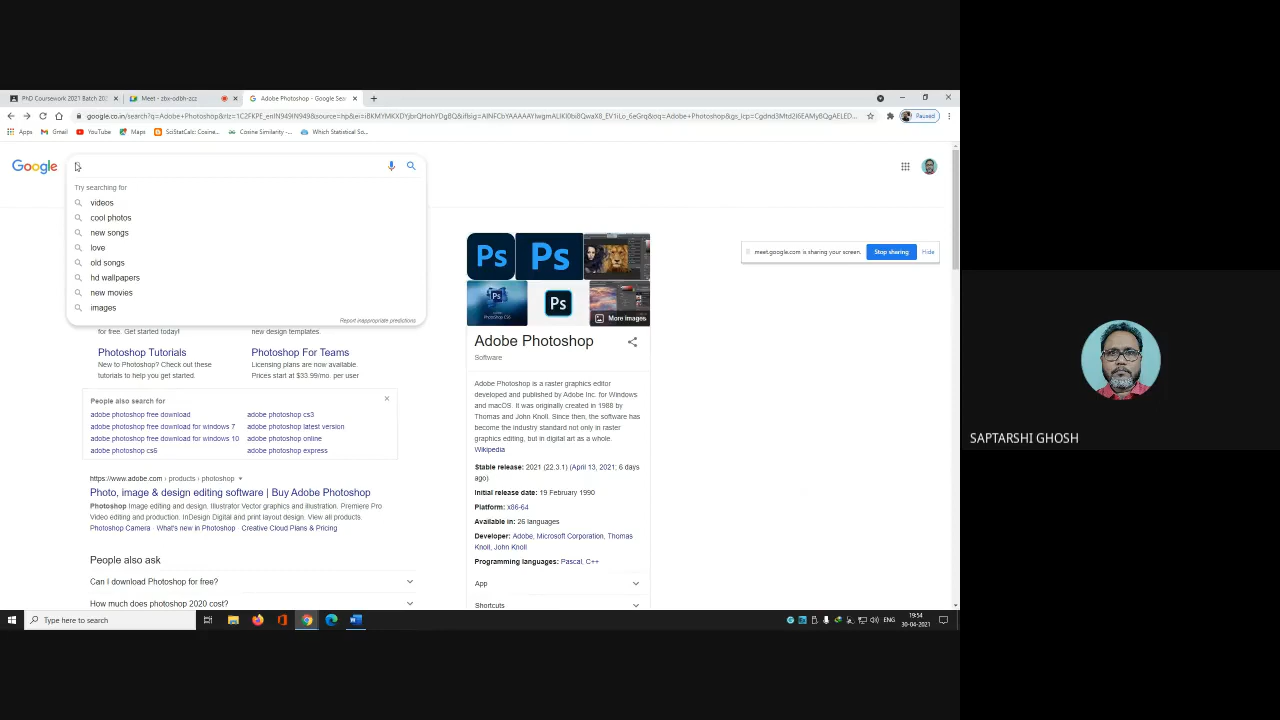 PhD Coursework 2021 Batch 20
Meet - zbx-odbh-zcz
Adobe Photoshop - Google Sea
Paused
Apps
Gmail
YouTube
Maps
SciStatCalc: Cosine...
Cosine Similarity -...
Which Statistical So...
Google
Try searching for
videos
cool photos
new songs
love
old songs
hd wallpapers
new movies
images
Report inappropriate predictions
for free. Get started today!
new design templates.
Photoshop Tutorials
Photoshop For Teams
New to Photoshop? Check out these
Licensing plans are now available.
tutorials to help you get started.
Prices start at $33.99/mo. per user
People also search for
adobe photoshop free download
adobe photoshop cs3
adobe photoshop free download for windows 7
adobe photoshop latest version
adobe photoshop free download for windows 10
adobe photoshop online
adobe photoshop cs6
adobe photoshop express
https://www.adobe.com › products › photoshop
Photo, image & design editing software | Buy Adobe Photoshop
Photoshop Image editing and design. Illustrator Vector graphics and illustration. Premiere Pro
Video editing and production. InDesign Digital and print layout design. View all products.
Photoshop Camera · What's new in Photoshop · Creative Cloud Plans & Pricing
People also ask
Can I download Photoshop for free?
How much does photoshop 2020 cost?
Ps
Ps
Ps
Ps
More images
Adobe Photoshop
Software
Adobe Photoshop is a raster graphics editor
developed and published by Adobe Inc. for Windows
and macOS. It was originally created in 1988 by
Thomas and John Knoll. Since then, the software has
become the industry standard not only in raster
graphics editing, but in digital art as a whole.
Wikipedia
Stable release: 2021 (22.3.1) (April 13, 2021; 6 days
ago)
Initial release date: 19 February 1990
Platform: x86-64
Available in: 26 languages
Developer: Adobe, Microsoft Corporation, Thomas
Knoll, John Knoll
Programming languages: Pascal, C++
App
Shortcuts
meet.google.com is sharing your screen.
Stop sharing
Hide
SAPTARSHI GHOSH
Type here to search
ENG
19:54
30-04-2021